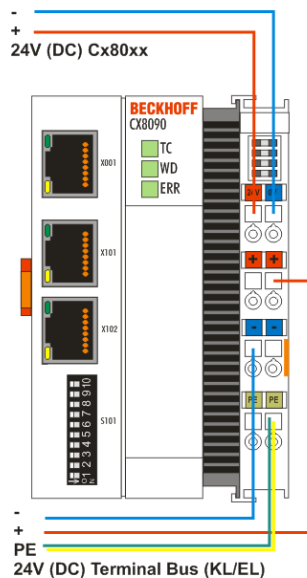 -
+
24V (DC) Cx80xx
BECKHOFF
CX8090
TC
WD
ERR
X001
X101
X102
S101
1 2 3 4 5 6 7 8 9 10
24V
+ +
- -
PE PE
-
+
PE
24V (DC) Terminal Bus (KL/EL)